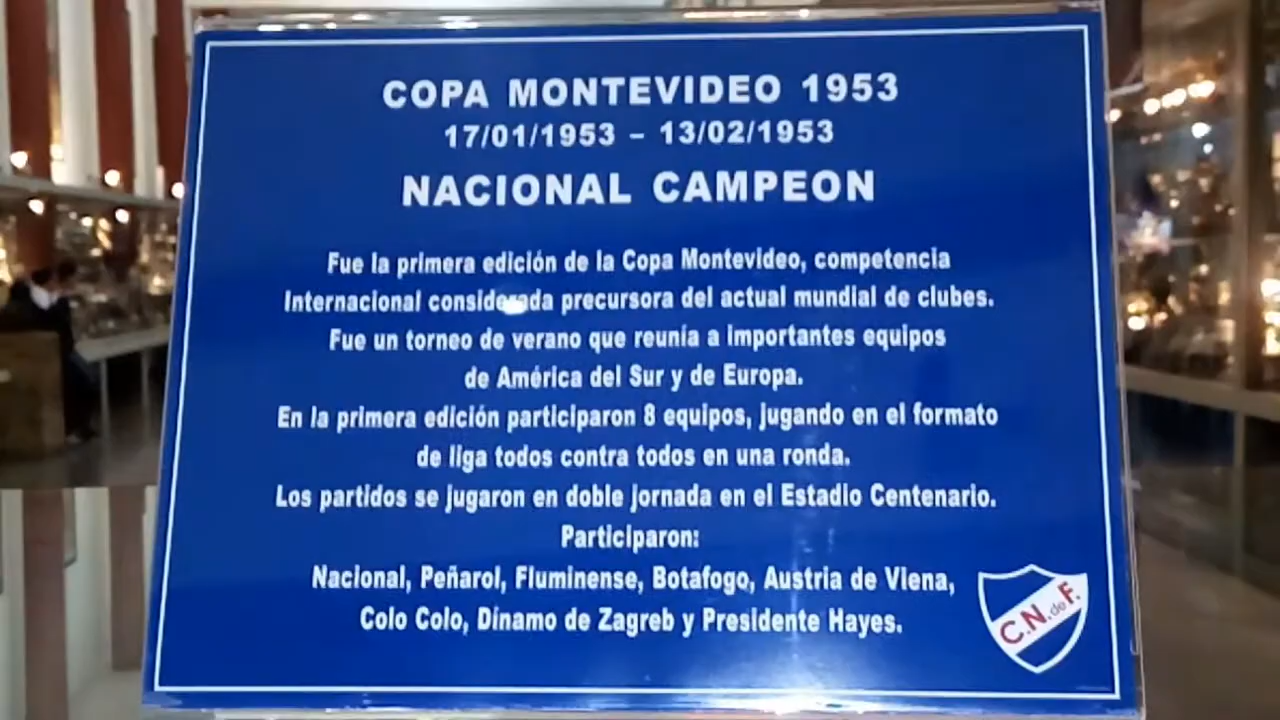 COPA MONTEVIDEO 1953
17/01/1953 – 13/02/1953
NACIONAL CAMPEON
Fue la primera edición de la Copa Montevideo, competencia
Internacional considerada precursora del actual mundial de clubes.
Fue un torneo de verano que reunía a Importantes equipos
de América del Sur y de Europa.
En la primera edición participaron 8 equipos, jugando en el formato
de liga todos contra todos en una ronda.
Los partidos se jugaron en doble jornada en el Estadio Centenario.
Participaron:
Nacional, Peñarol, Fluminense, Botafogo, Austria de Viena,
Colo Colo, Dínamo de Zagreb y Presidente Hayes.
C.N.de F.